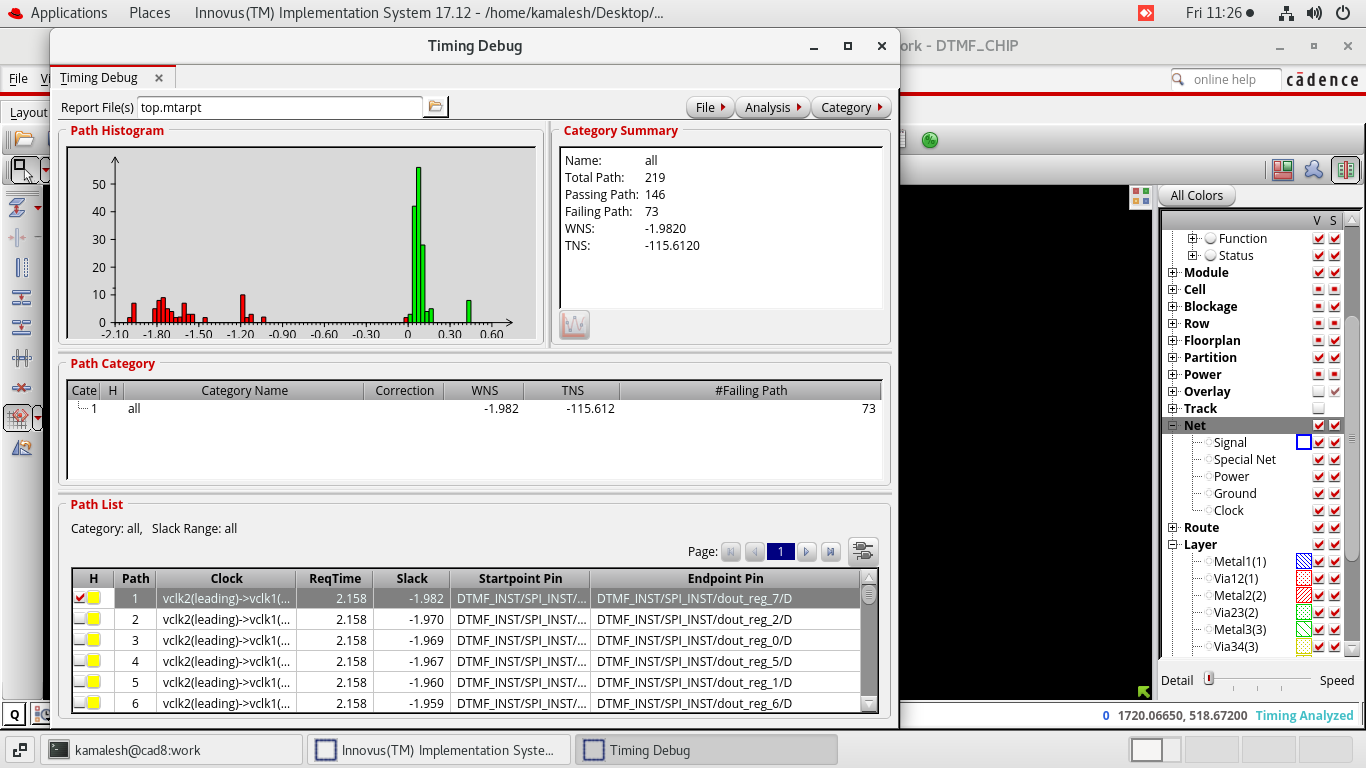 Applications Places Innovus(TM) Implementation System 17.12 - /home/kamalesh/Desktop/... Fri 11:26
Timing Debug
ork - DTMF_CHIP
File Vi
Timing Debug
online help
cādence
Layout
Report File(s) top.mtarpt File Analysis Category
Path Histogram
50
40
30
20
10
0
-2.10 -1.80 -1.50 -1.20 -0.90 -0.60 -0.30 0 0.30 0.60
Category Summary
Name: all
Total Path: 219
Passing Path: 146
Failing Path: 73
WNS: -1.9820
TNS: -115.6120
Path Category
Cate H Category Name Correction WNS TNS #Failing Path
1 all -1.982 -115.612 73
Path List
Category: all, Slack Range: all
Page: 1
H Path Clock ReqTime Slack Startpoint Pin Endpoint Pin
1 vclk2(leading)->vclk1(... 2.158 -1.982 DTMF_INST/SPI_INST/... DTMF_INST/SPI_INST/dout_reg_7/D
2 vclk2(leading)->vclk1(... 2.158 -1.970 DTMF_INST/SPI_INST/... DTMF_INST/SPI_INST/dout_reg_2/D
3 vclk2(leading)->vclk1(... 2.158 -1.969 DTMF_INST/SPI_INST/... DTMF_INST/SPI_INST/dout_reg_0/D
4 vclk2(leading)->vclk1(... 2.158 -1.967 DTMF_INST/SPI_INST/... DTMF_INST/SPI_INST/dout_reg_5/D
5 vclk2(leading)->vclk1(... 2.158 -1.960 DTMF_INST/SPI_INST/... DTMF_INST/SPI_INST/dout_reg_1/D
6 vclk2(leading)->vclk1(... 2.158 -1.959 DTMF_INST/SPI_INST/... DTMF_INST/SPI_INST/dout_reg_6/D
All Colors
V S
Function
Status
Module
Cell
Blockage
Row
Floorplan
Partition
Power
Overlay
Track
Net
Signal
Special Net
Power
Ground
Clock
Route
Layer
Metal1(1)
Via12(1)
Metal2(2)
Via23(2)
Metal3(3)
Via34(3)
Detail Speed
Q
0 1720.06650, 518.67200 Timing Analyzed
kamalesh@cad8:work Innovus(TM) Implementation Syste... Timing Debug